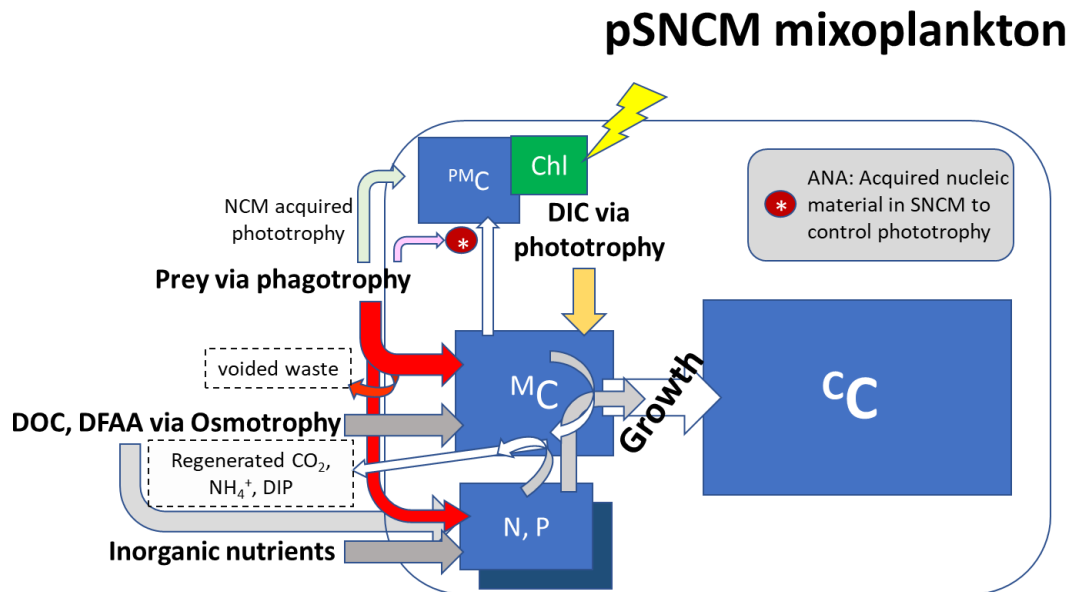 pSNCM mixoplankton
PMC
Chl
ANA: Acquired nucleic
* material in SNCM to
control phototrophy
NCM acquired
phototrophy
*
DIC via
phototrophy
Prey via phagotrophy
voided waste
MC
Growth
CC
DOC, DFAA via Osmotrophy
Regenerated CO₂,
NH₄⁺, DIP
N, P
Inorganic nutrients